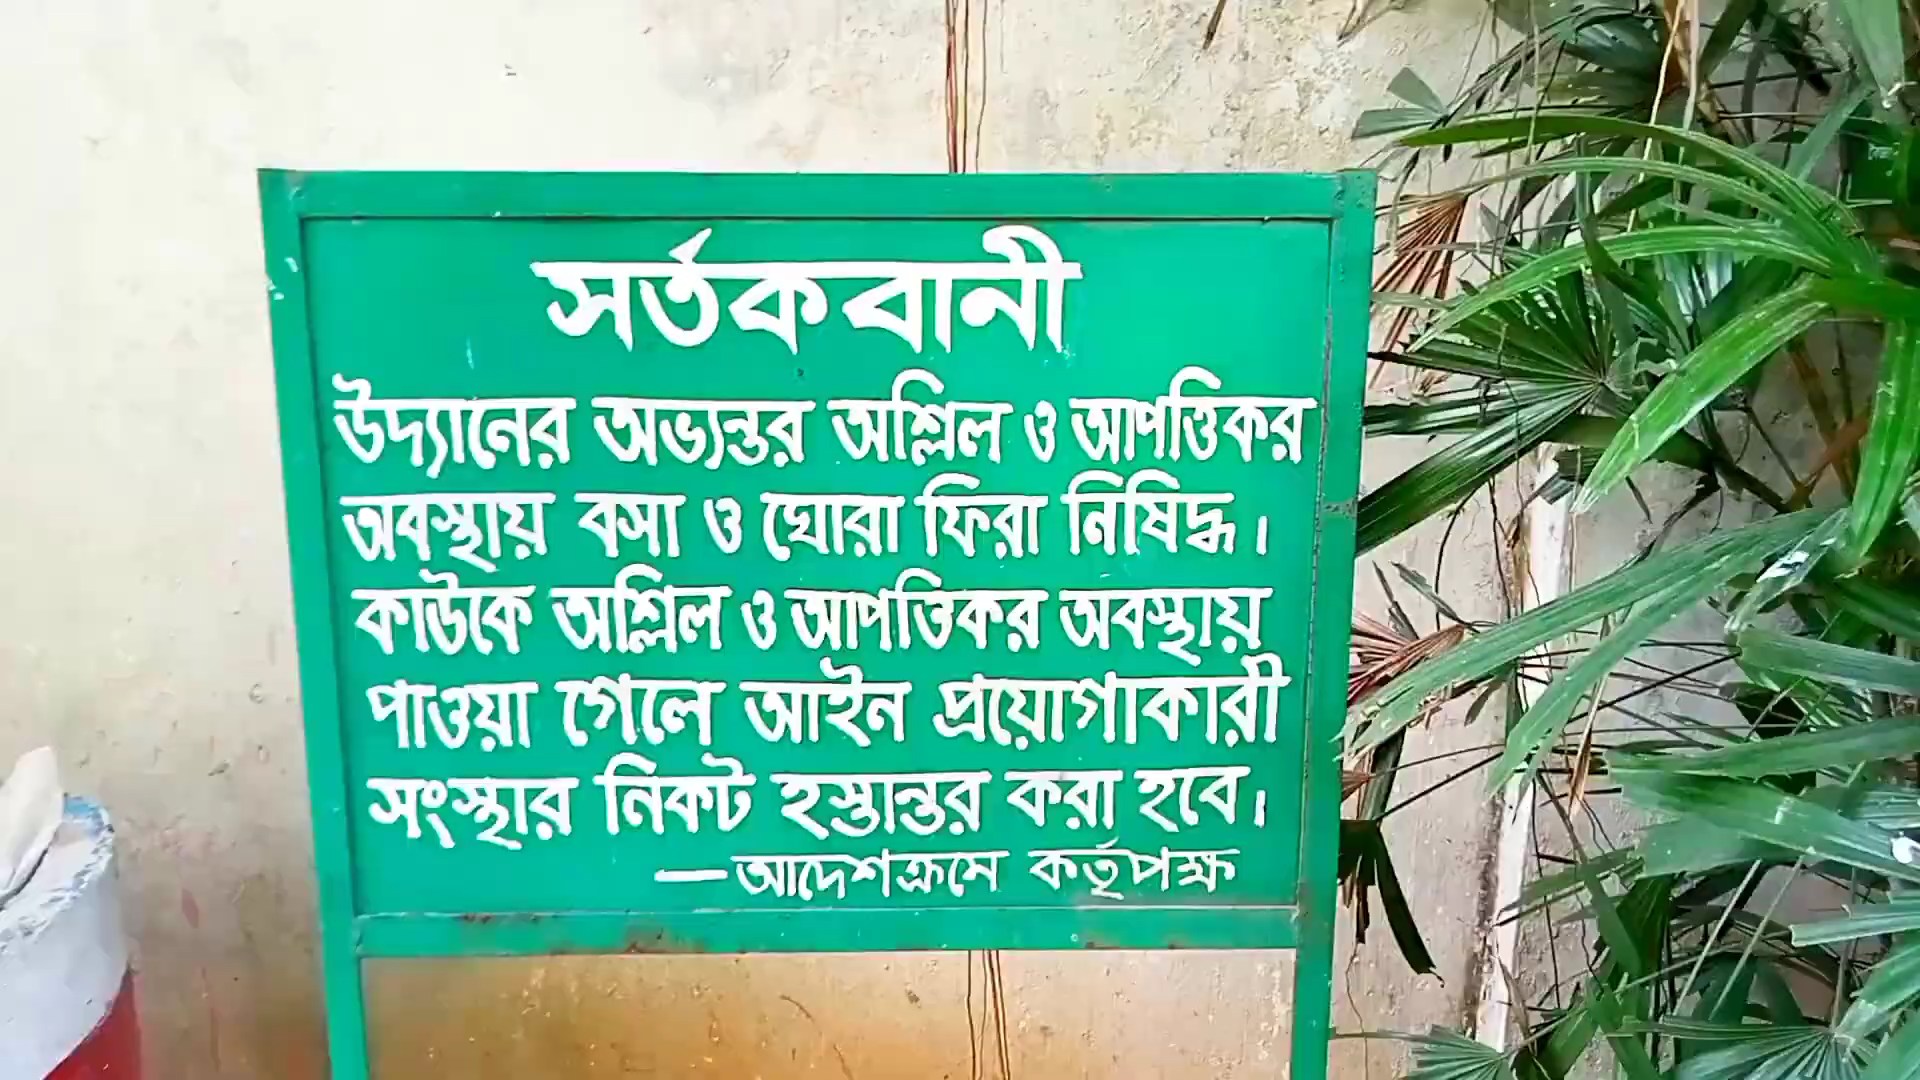 সর্তকবানী
উদ্যানের অভ্যন্তর অশ্লিল ও আপত্তিকর
অবস্থায় বসা ও ঘোরা ফিরা নিষিদ্ধ।
কাউকে অশ্লিল ও আপত্তিকর অবস্থায়
পাওয়া গেলে আইন প্রয়োগাকারী
সংস্থার নিকট হস্তান্তর করা হবে।
—আদেশক্রমে কর্তৃপক্ষ